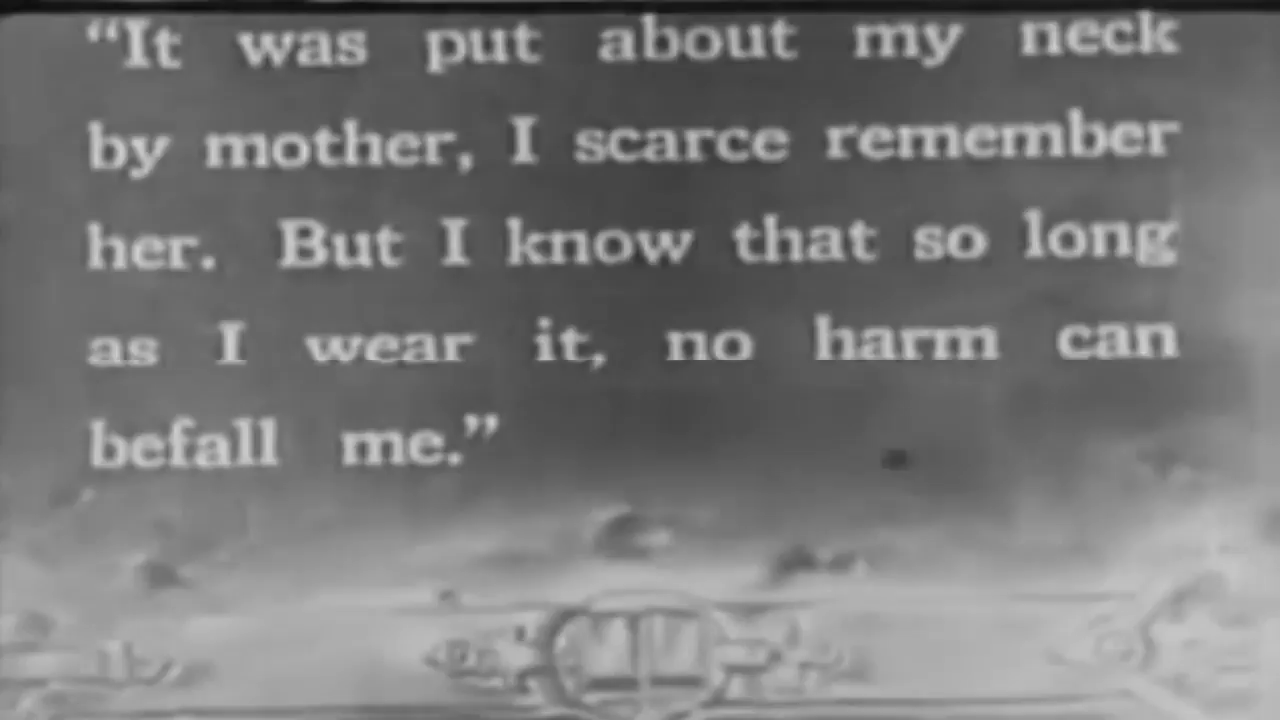 “It was put about my neck
by mother, I scarce remember
her. But I know that so long
as I wear it, no harm can
befall me.”